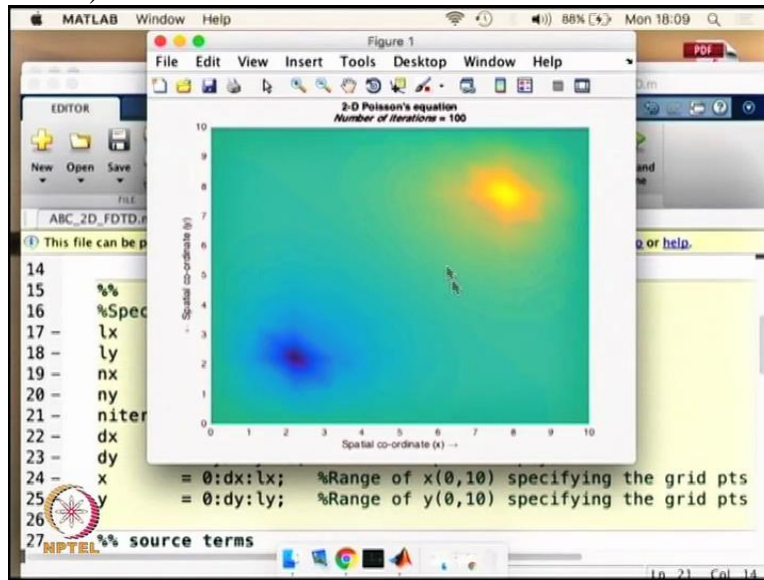 MATLAB Window Help 88% Mon 18:09
Figure 1
PDF
File Edit View Insert Tools Desktop Window Help
EDITOR
New Open Save
FILE
2-D Poisson's equation
Number of iterations = 100
10
9
8
7
6
5
4
3
2
1
0
Spatial co-ordinate (y)
0 1 2 3 4 5 6 7 8 9 10
Spatial co-ordinate (x) →
ABC_2D_FDTD.
This file can be p
or help.
14
15 %%
16 %Spec
17 - lx
18 - ly
19 - nx
20 - ny
21 - niter
22 - dx
23 - dy
24 - x = 0:dx:lx; %Range of x(0,10) specifying the grid pts
25 - y = 0:dy:ly; %Range of y(0,10) specifying the grid pts
26
27 %% source terms
NPTEL
Ln 21 Col 14